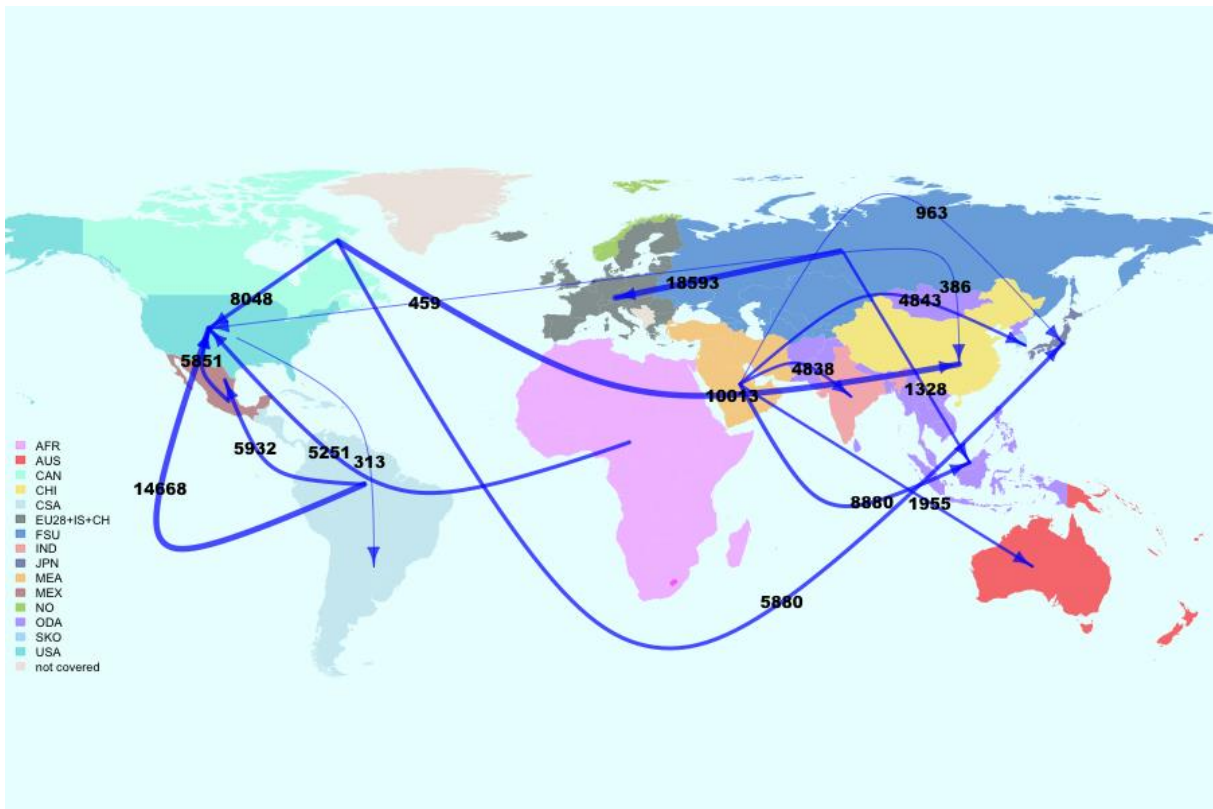 963
18593
386
8048
459
4843
5851
4838
1328
10013
5932
5251
313
14668
8880
1955
5880
AFR
AUS
CAN
CHI
CSA
EU28+IS+CH
FSU
IND
JPN
MEA
MEX
NO
ODA
SKO
USA
not covered